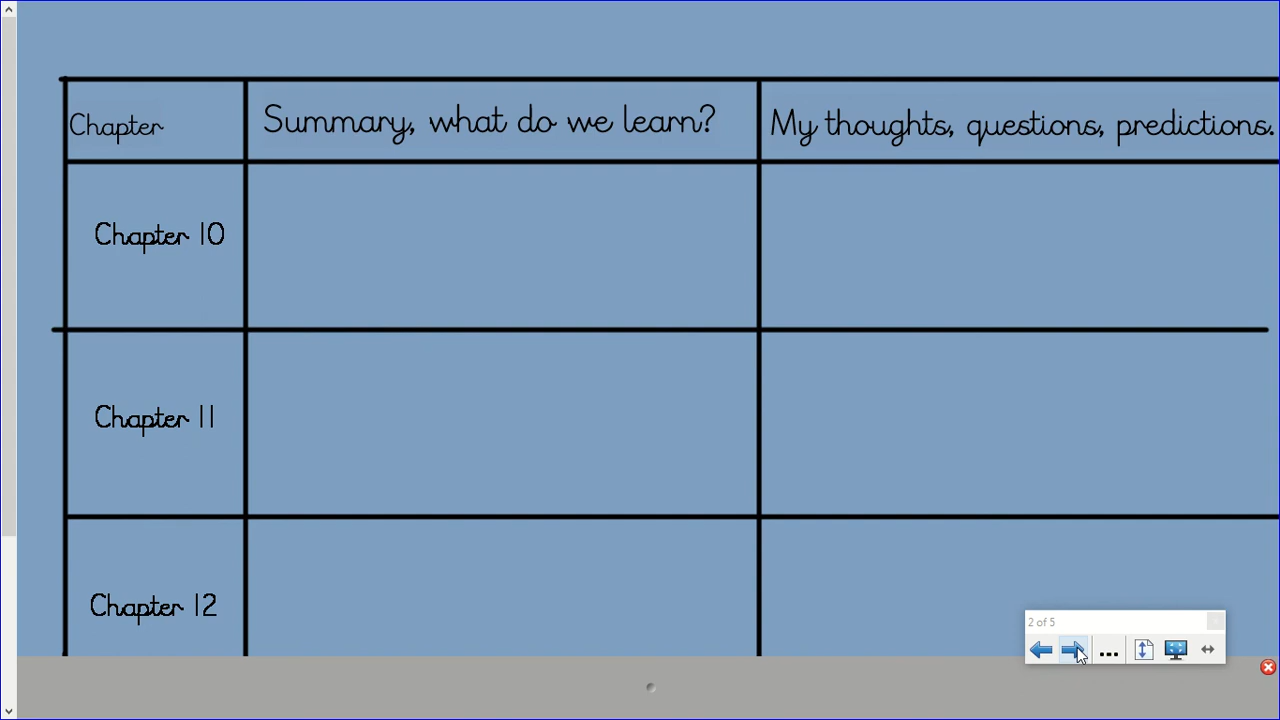 Chapter
Summary, what do we learn?
My thoughts, questions, predictions.
Chapter 10
Chapter 11
Chapter 12
2 of 5